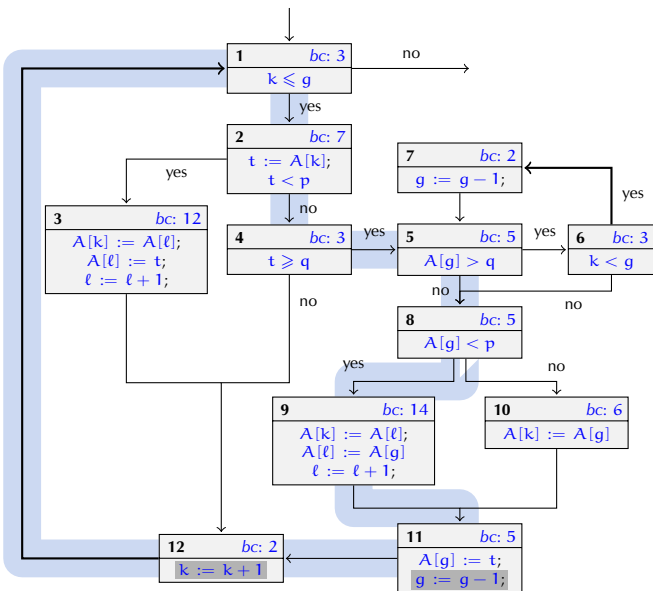 1 bc: 3
k ⩽ g
no
yes
2 bc: 7
t := A[k];
t < p
yes
no
3 bc: 12
A[k] := A[ℓ];
A[ℓ] := t;
ℓ := ℓ + 1;
4 bc: 3
t ⩾ q
yes
no
7 bc: 2
g := g − 1;
5 bc: 5
A[g] > q
yes
no
6 bc: 3
k < g
yes
no
8 bc: 5
A[g] < p
yes
no
9 bc: 14
A[k] := A[ℓ];
A[ℓ] := A[g]
ℓ := ℓ + 1;
10 bc: 6
A[k] := A[g]
12 bc: 2
k := k + 1
11 bc: 5
A[g] := t;
g := g − 1;